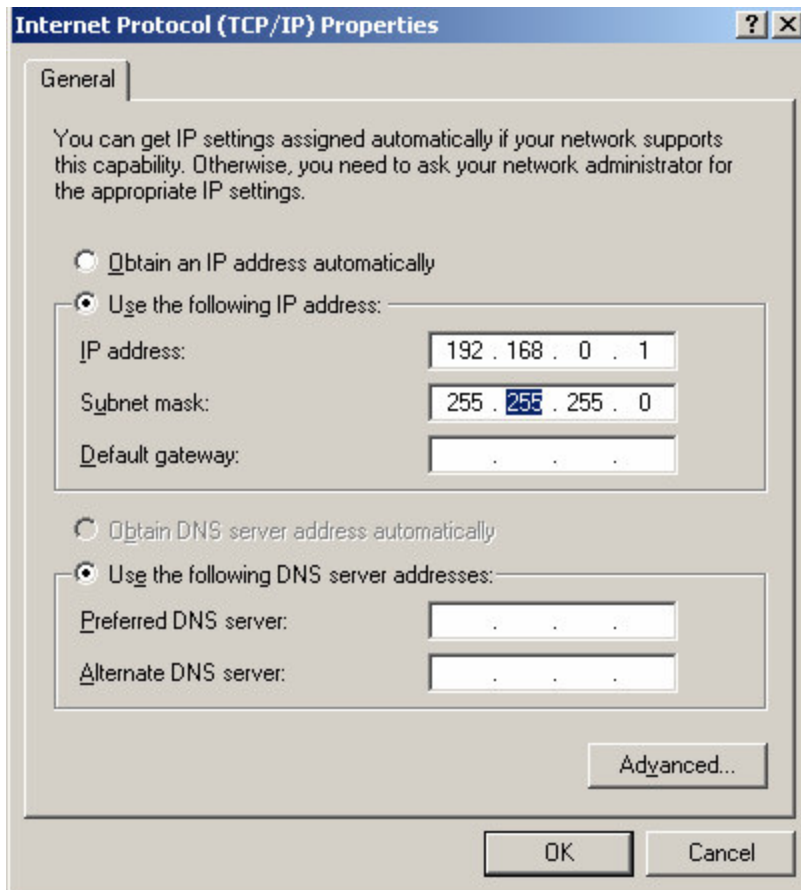 Internet Protocol (TCP/IP) Properties
General
You can get IP settings assigned automatically if your network supports
this capability. Otherwise, you need to ask your network administrator for
the appropriate IP settings.
Obtain an IP address automatically
Use the following IP address:
IP address: 192 . 168 . 0 . 1
Subnet mask: 255 . 255 . 255 . 0
Default gateway: . . .
Obtain DNS server address automatically
Use the following DNS server addresses:
Preferred DNS server: . . .
Alternate DNS server: . . .
Advanced...
OK Cancel